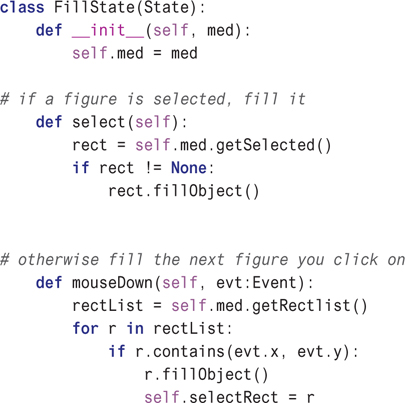 class FillState(State):
    def __init__(self, med):
        self.med = med

# if a figure is selected, fill it
    def select(self):
        rect = self.med.getSelected()
        if rect != None:
            rect.fillObject()

# otherwise fill the next figure you click on
    def mouseDown(self, evt:Event):
        rectList = self.med.getRectlist()
        for r in rectList:
            if r.contains(evt.x, evt.y):
                r.fillObject()
                self.selectRect = r